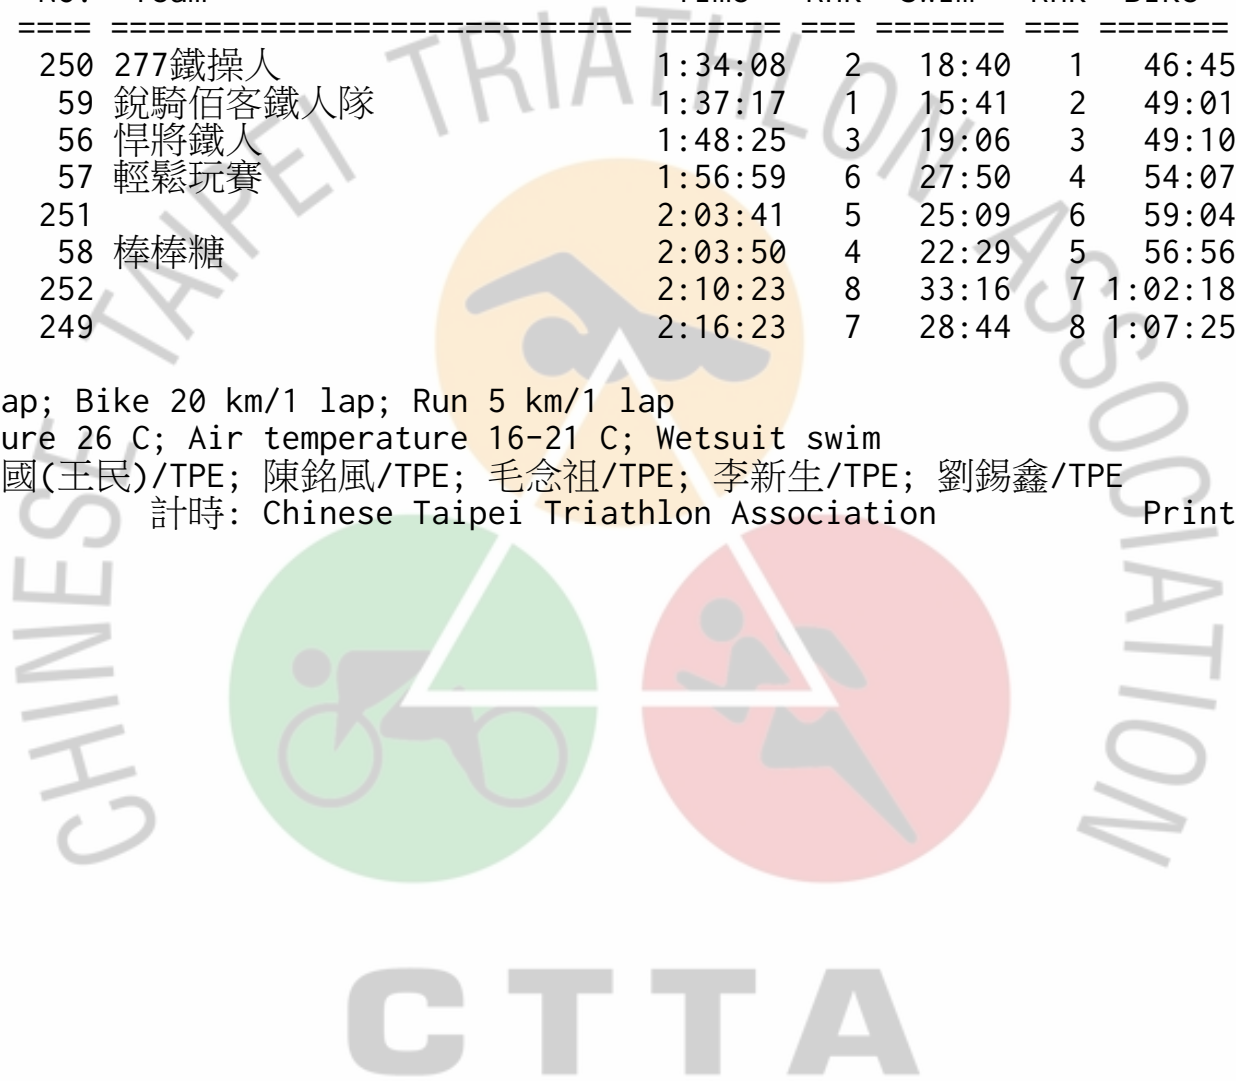 No. Team Time RNK Swim RNK Bike
==== ============================ ======= === ======= === =======
250 277鐵操人 1:34:08 2 18:40 1 46:45
59 銳騎佰客鐵人隊 1:37:17 1 15:41 2 49:01
56 悍將鐵人 1:48:25 3 19:06 3 49:10
57 輕鬆玩賽 1:56:59 6 27:50 4 54:07
251 2:03:41 5 25:09 6 59:04
58 棒棒糖 2:03:50 4 22:29 5 56:56
252 2:10:23 8 33:16 7 1:02:18
249 2:16:23 7 28:44 8 1:07:25
ap; Bike 20 km/1 lap; Run 5 km/1 lap
ure 26 C; Air temperature 16-21 C; Wetsuit swim
國(王民)/TPE; 陳銘風/TPE; 毛念祖/TPE; 李新生/TPE; 劉錫鑫/TPE
計時: Chinese Taipei Triathlon Association Print
CHINESE TAIPEI TRIATHLON ASSOCIATION
CTTA